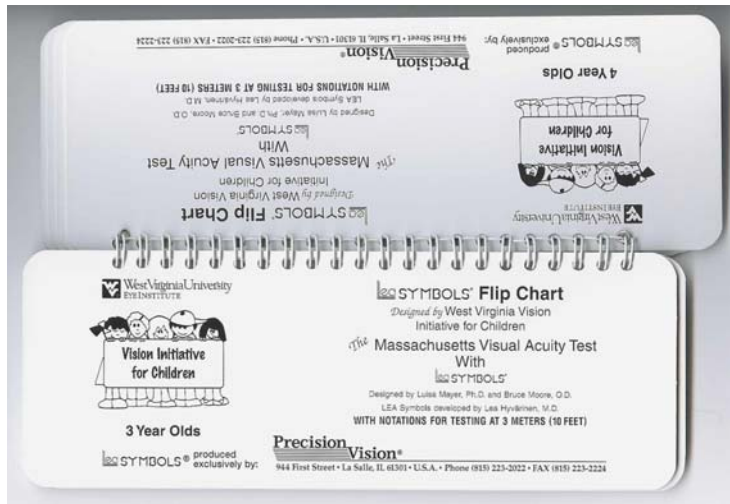 944 First Street • La Salle, IL 61301 • U.S.A. • Phone (815) 223-2022 • FAX (815) 223-2224
Precision
Vision®
WITH NOTATIONS FOR TESTING AT 3 METERS (10 FEET)
LEA Symbols developed by Lea Hyvärinen, M.D.
Designed by Luisa Mayer, Ph.D. and Bruce Moore, O.D.
Lea SYMBOLS®
With
The Massachusetts Visual Acuity Test
Initiative for Children
Designed by West Virginia Vision
Lea SYMBOLS® Flip Chart
Lea SYMBOLS® produced
exclusively by:
4 Year Olds
Vision Initiative
for Children
West Virginia University
EYE INSTITUTE
West Virginia University
EYE INSTITUTE
Vision Initiative
for Children
3 Year Olds
Lea SYMBOLS® produced
exclusively by:
Lea SYMBOLS® Flip Chart
Designed by West Virginia Vision
Initiative for Children
The Massachusetts Visual Acuity Test
With
Lea SYMBOLS®
Designed by Luisa Mayer, Ph.D. and Bruce Moore, O.D.
LEA Symbols developed by Lea Hyvärinen, M.D.
WITH NOTATIONS FOR TESTING AT 3 METERS (10 FEET)
Precision
Vision®
944 First Street • La Salle, IL 61301 • U.S.A. • Phone (815) 223-2022 • FAX (815) 223-2224